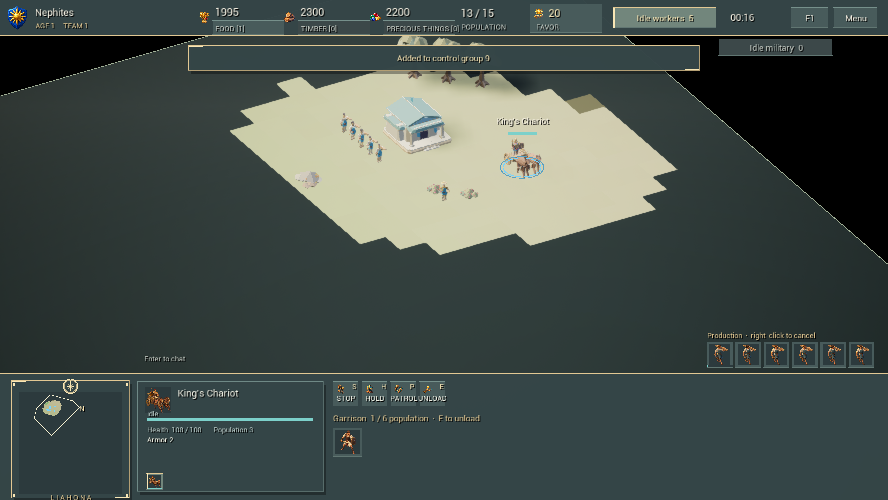 Nephites
AGE 1 TEAM 1
1995
FOOD [1]
2300
TIMBER [0]
2200
PRECIOUS THINGS [0]
13 / 15
POPULATION
20
FAVOR
Idle workers 5
00:16
F1
Menu
Idle military 0
Added to control group 9
King's Chariot
Production · right click to cancel
Enter to chat
N
LIAHONA
King's Chariot
Idle
Health 100 / 100 Population 3
Armor 2
S
STOP
H
HOLD
P
PATROL
E
UNLOAD
Garrison 1 / 6 population · E to unload